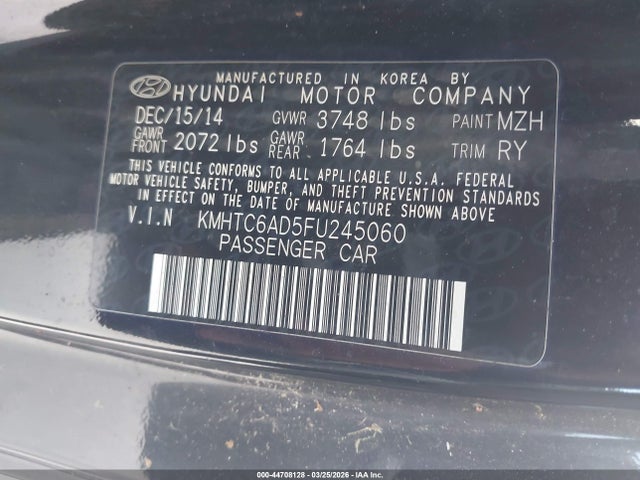 MANUFACTURED IN KOREA BY
HYUNDAI MOTOR COMPANY
DEC/15/14 GVWR 3748 lbs PAINT MZH
GAWR FRONT 2072 lbs GAWR REAR 1764 lbs TRIM RY
THIS VEHICLE CONFORMS TO ALL APPLICABLE U.S.A. FEDERAL
MOTOR VEHICLE SAFETY, BUMPER, AND THEFT PREVENTION STANDARDS
IN EFFECT ON THE DATE OF MANUFACTURE SHOWN ABOVE.
V.I.N KMHTC6AD5FU245060
PASSENGER CAR
000-44708128 - 03/25/2026 - IAA Inc.